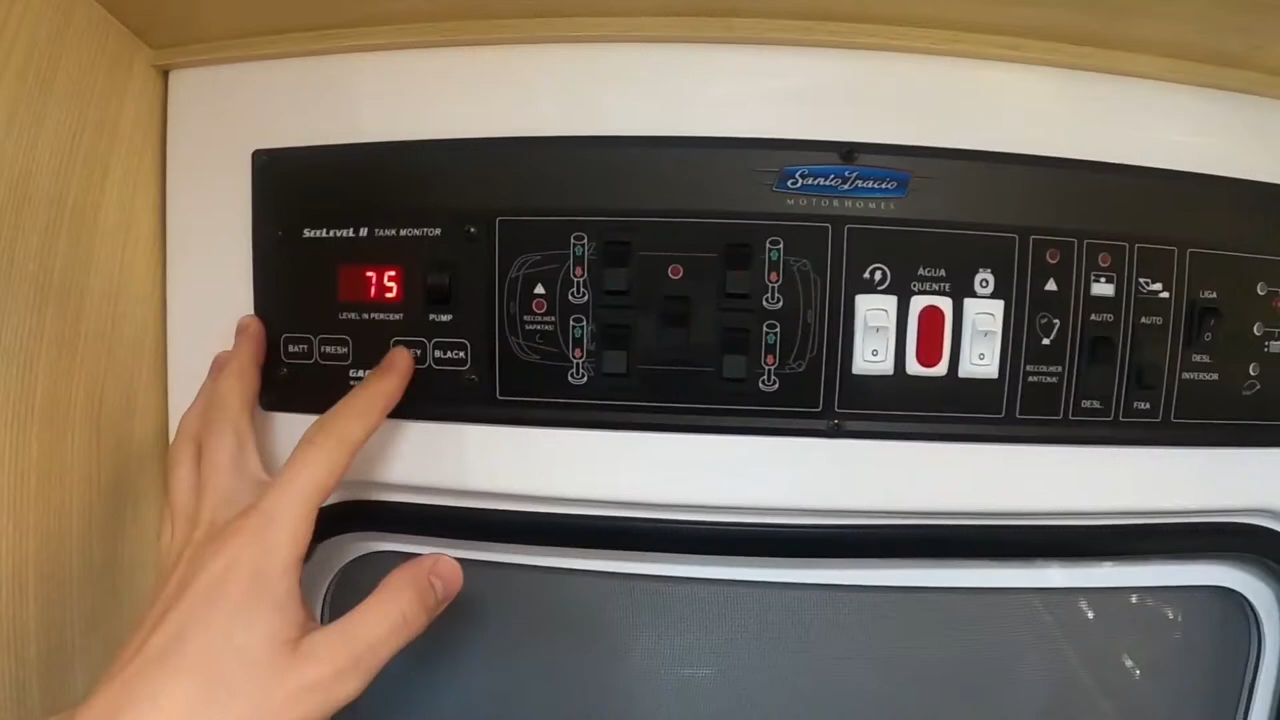 Santo Inácio
MOTORHOMES
SEELEVEL II TANK MONITOR
75
LEVEL IN PERCENT
PUMP
BATT
FRESH
BLACK
RECOLHER
SAPATAS!
ÁGUA
QUENTE
RECOLHER
ANTENA!
AUTO
DESL.
AUTO
FIXA
LIGA
DESL.
INVERSOR